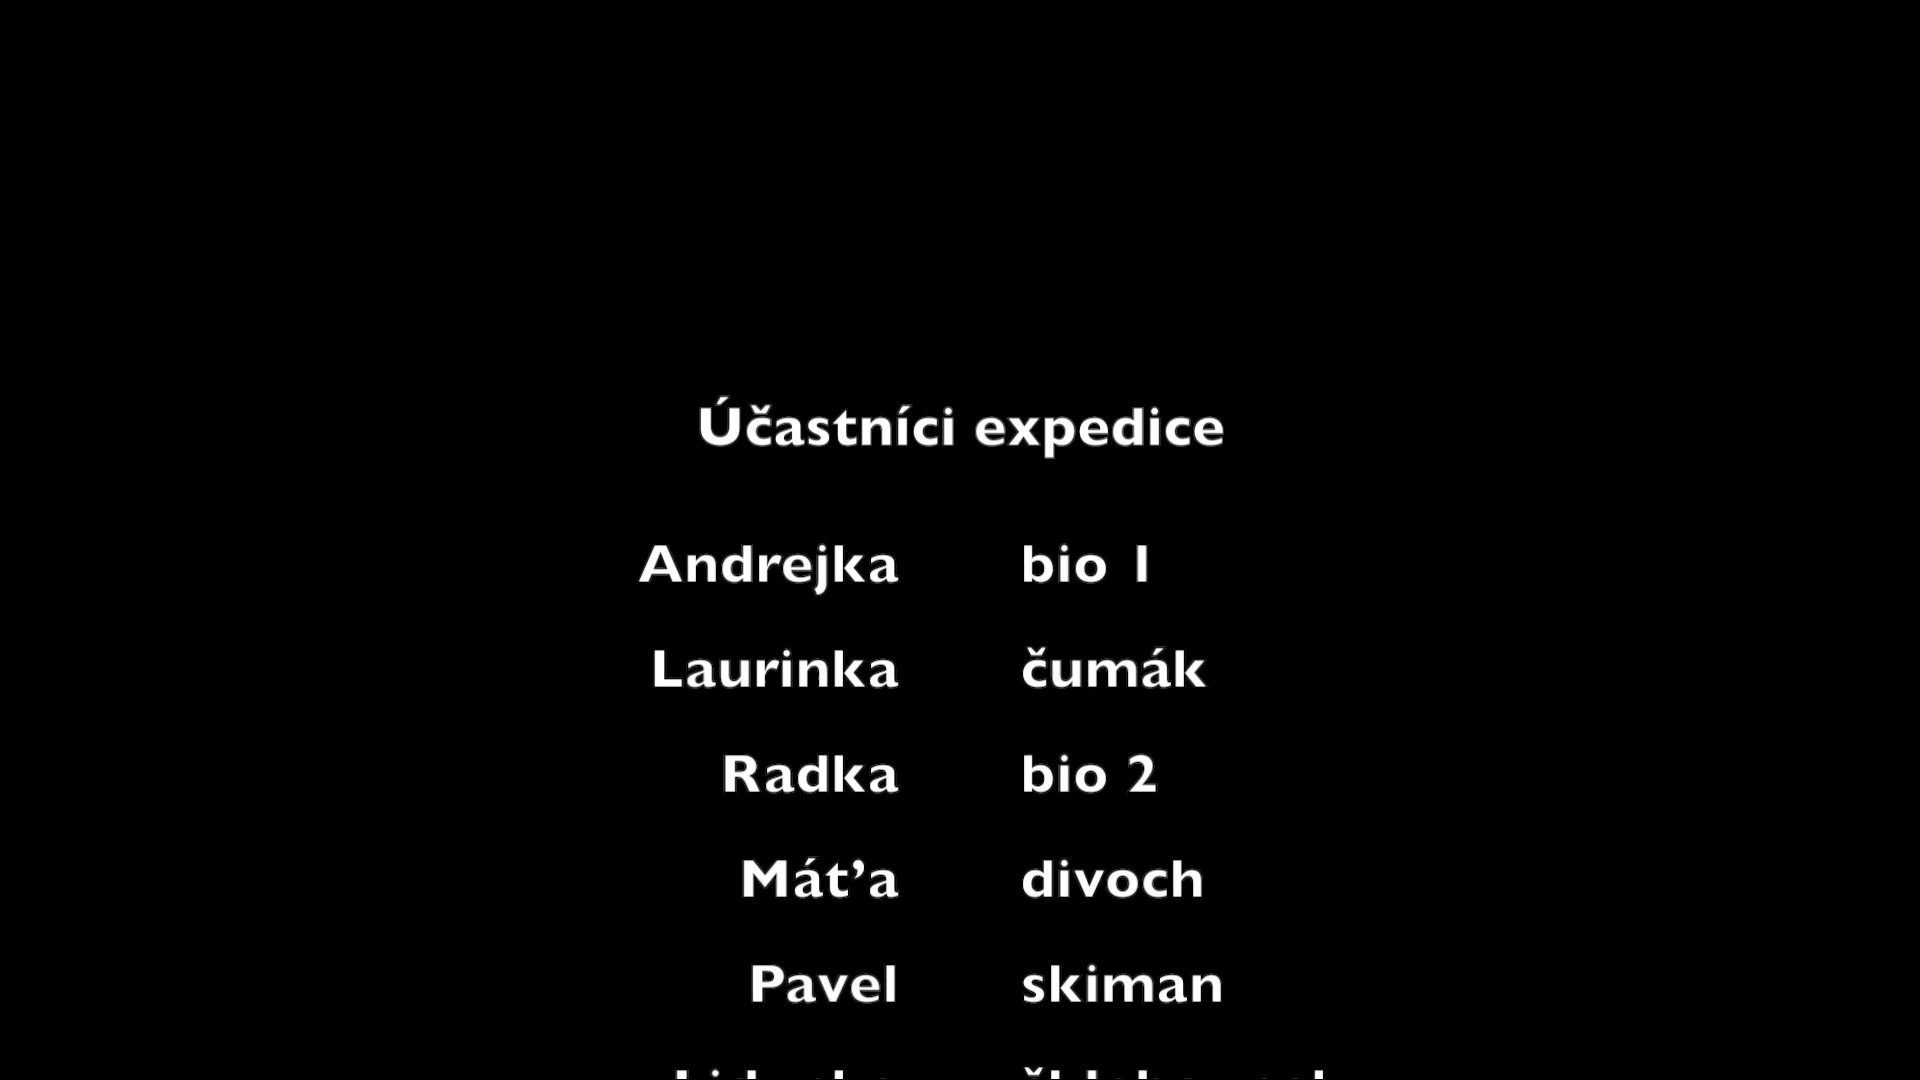 Účastníci expedice
Andrejka bio 1
Laurinka čumák
Radka bio 2
Máťa divoch
Pavel skiman